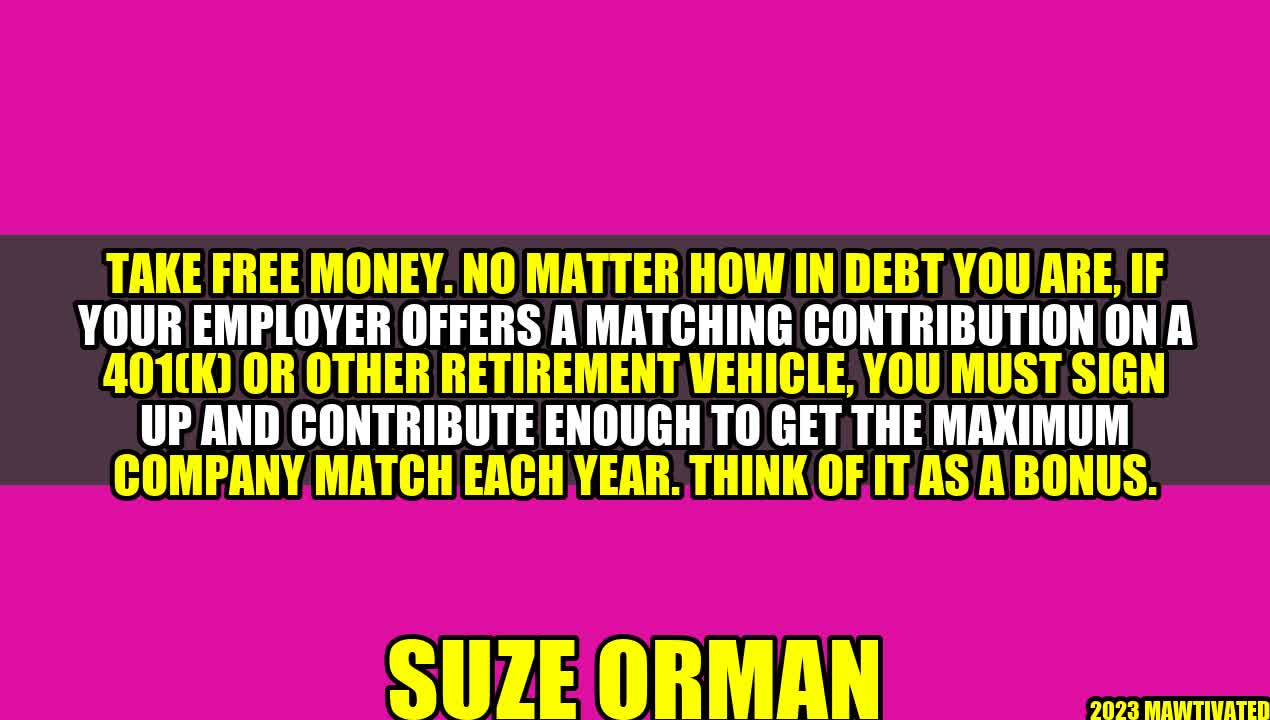 TAKE FREE MONEY. NO MATTER HOW IN DEBT YOU ARE, IF
YOUR EMPLOYER OFFERS A MATCHING CONTRIBUTION ON A
401(K) OR OTHER RETIREMENT VEHICLE, YOU MUST SIGN
UP AND CONTRIBUTE ENOUGH TO GET THE MAXIMUM
COMPANY MATCH EACH YEAR. THINK OF IT AS A BONUS.
SUZE ORMAN
2023 MAWTIVATED